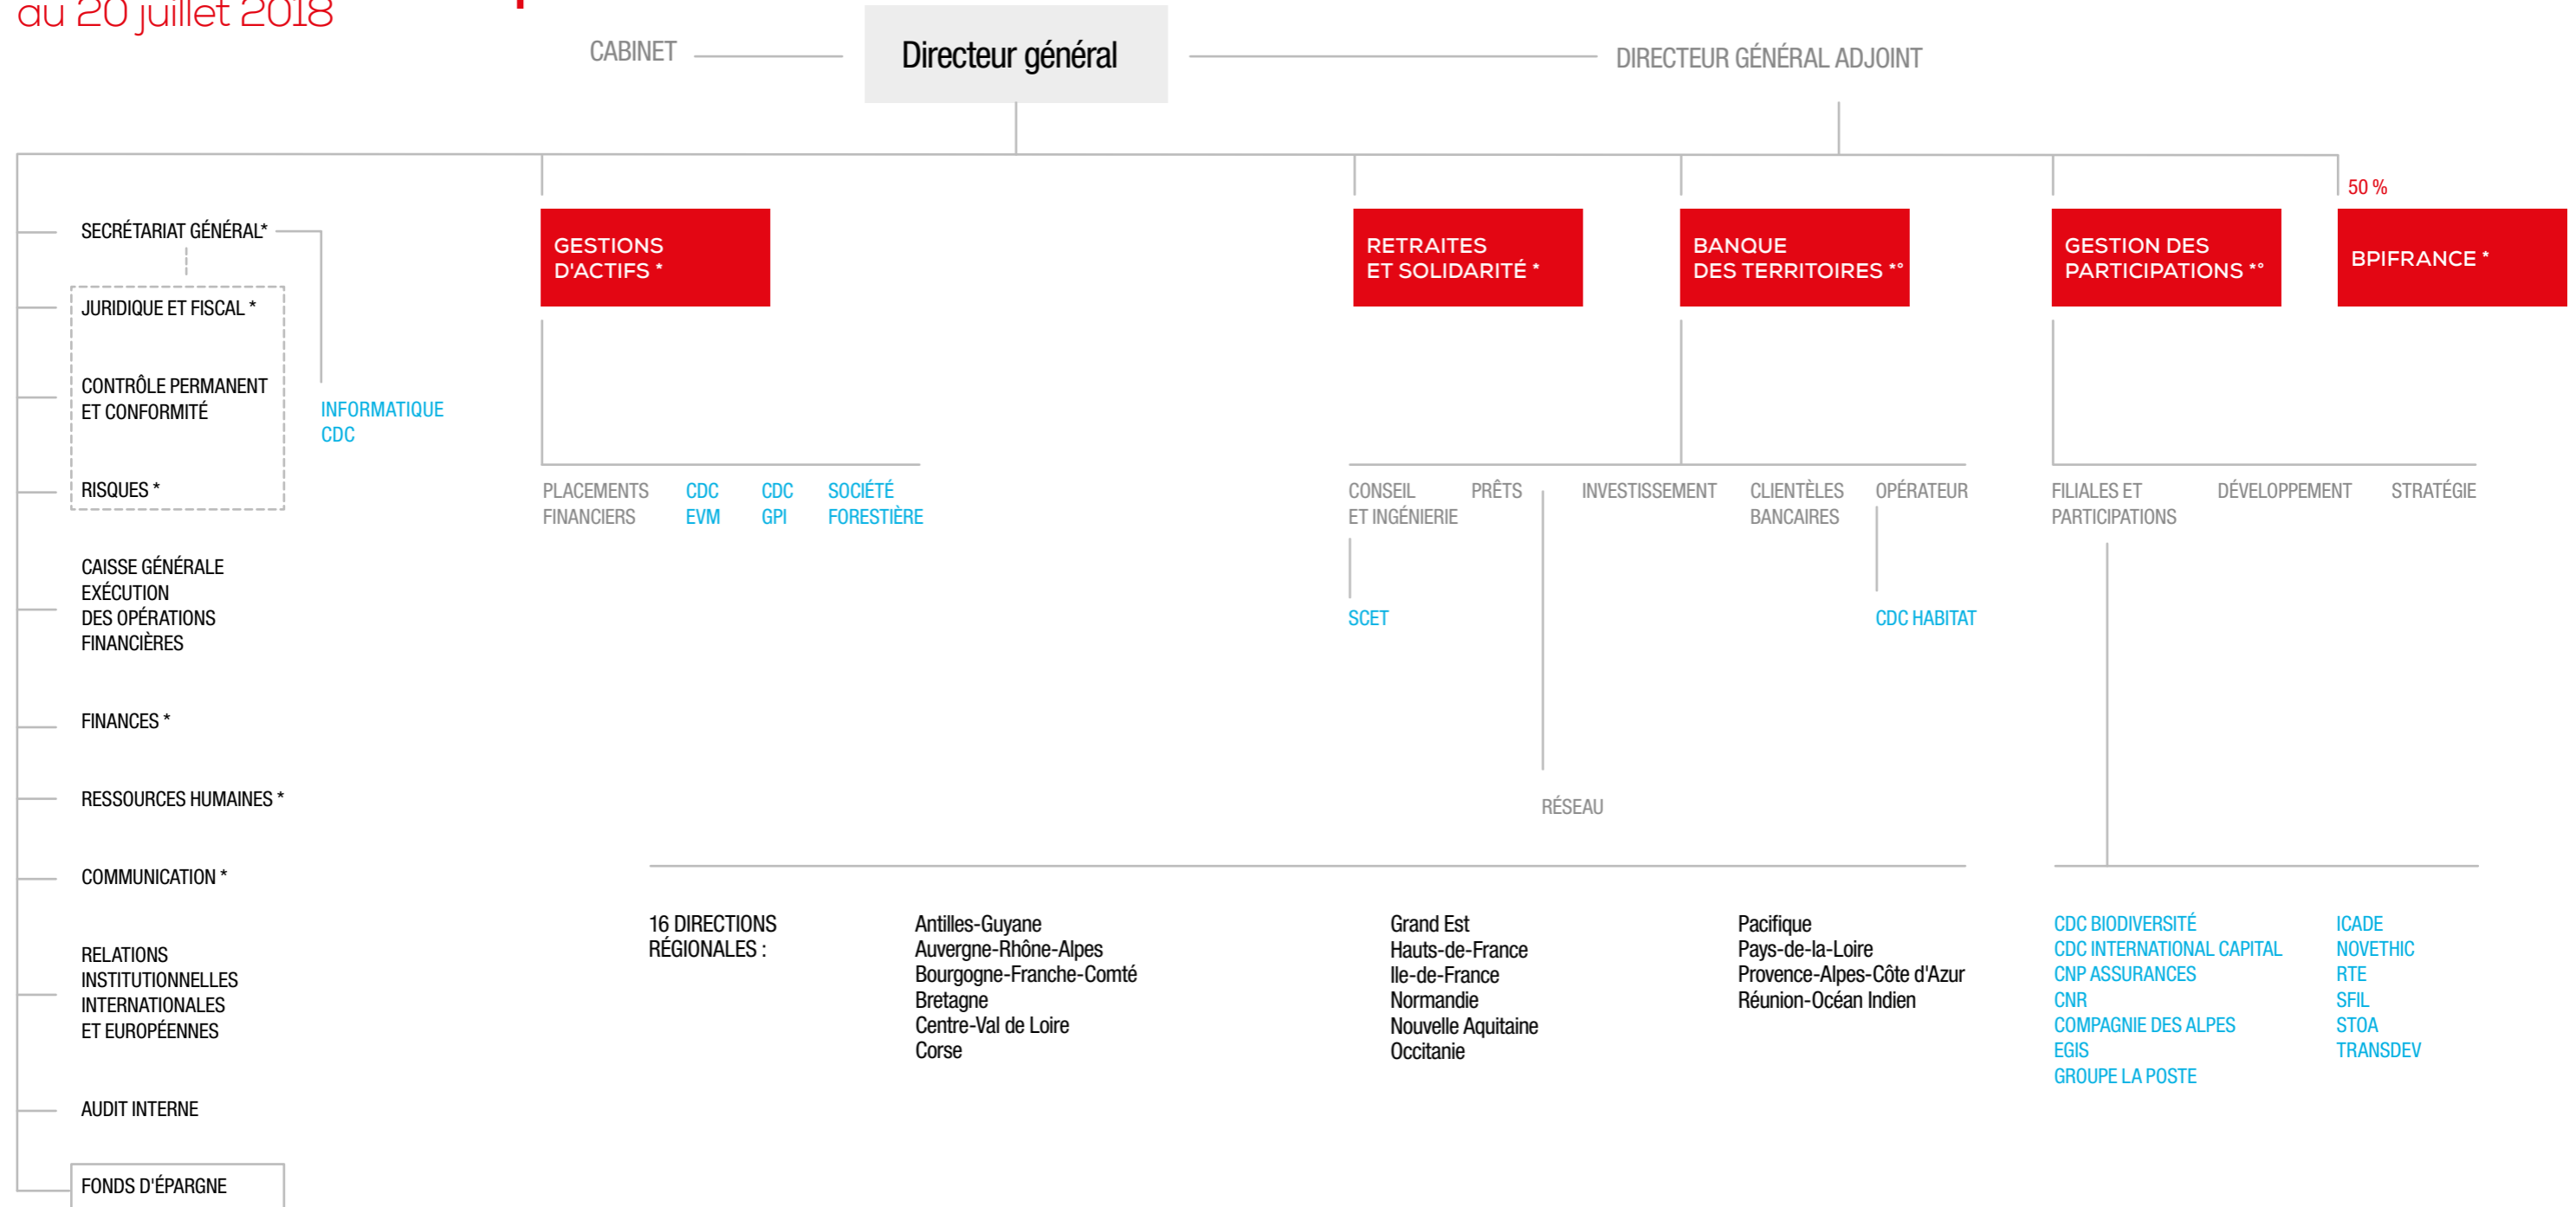 au 20 juillet 2018
CABINET
Directeur général
DIRECTEUR GÉNÉRAL ADJOINT
50 %
SECRÉTARIAT GÉNÉRAL*
JURIDIQUE ET FISCAL *
CONTRÔLE PERMANENT
ET CONFORMITÉ
INFORMATIQUE
CDC
RISQUES *
CAISSE GÉNÉRALE
EXÉCUTION
DES OPÉRATIONS
FINANCIÈRES
FINANCES *
RESSOURCES HUMAINES *
COMMUNICATION *
RELATIONS
INSTITUTIONNELLES
INTERNATIONALES
ET EUROPÉENNES
AUDIT INTERNE
FONDS D'ÉPARGNE
GESTIONS
D'ACTIFS *
PLACEMENTS
FINANCIERS
CDC
EVM
CDC
GPI
SOCIÉTÉ
FORESTIÈRE
RETRAITES
ET SOLIDARITÉ *
BANQUE
DES TERRITOIRES *°
CONSEIL
ET INGÉNIERIE
PRÊTS
INVESTISSEMENT
CLIENTÈLES
BANCAIRES
OPÉRATEUR
SCET
CDC HABITAT
RÉSEAU
16 DIRECTIONS
RÉGIONALES :
Antilles-Guyane
Auvergne-Rhône-Alpes
Bourgogne-Franche-Comté
Bretagne
Centre-Val de Loire
Corse
Grand Est
Hauts-de-France
Ile-de-France
Normandie
Nouvelle Aquitaine
Occitanie
Pacifique
Pays-de-la-Loire
Provence-Alpes-Côte d'Azur
Réunion-Océan Indien
GESTION DES
PARTICIPATIONS *°
BPIFRANCE *
FILIALES ET
PARTICIPATIONS
DÉVELOPPEMENT
STRATÉGIE
CDC BIODIVERSITÉ
CDC INTERNATIONAL CAPITAL
CNP ASSURANCES
CNR
COMPAGNIE DES ALPES
EGIS
GROUPE LA POSTE
ICADE
NOVETHIC
RTE
SFIL
STOA
TRANSDEV